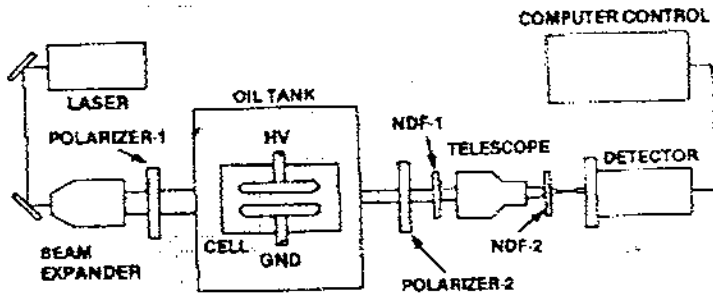 COMPUTER CONTROL
LASER
OIL TANK
POLARIZER-1
HV
NDF-1
TELESCOPE
DETECTOR
CELL
GND
NDF-2
BEAM
EXPANDER
POLARIZER-2